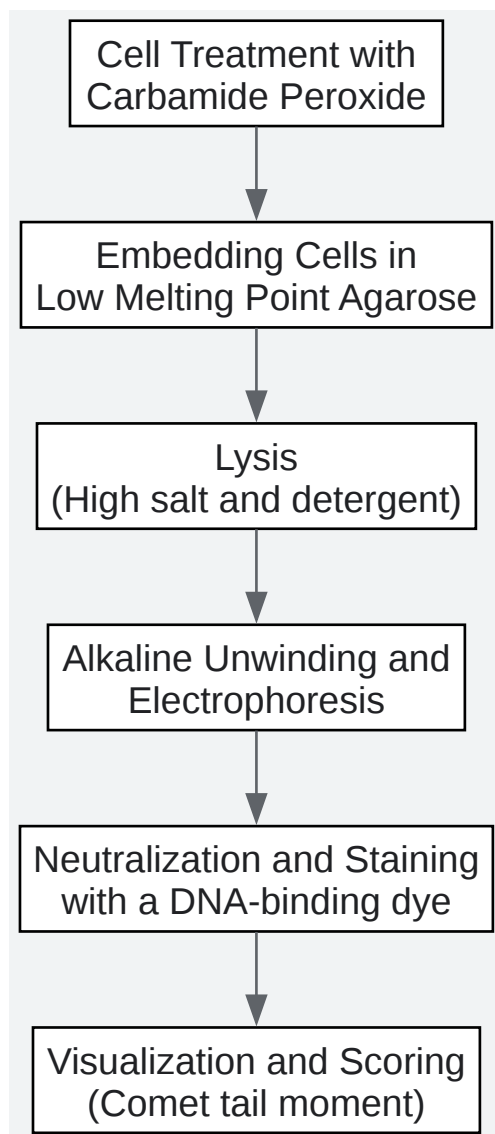 Cell Treatment with
Carbamide Peroxide
Embedding Cells in
Low Melting Point Agarose
Lysis
(High salt and detergent)
Alkaline Unwinding and
Electrophoresis
Neutralization and Staining
with a DNA-binding dye
Visualization and Scoring
(Comet tail moment)